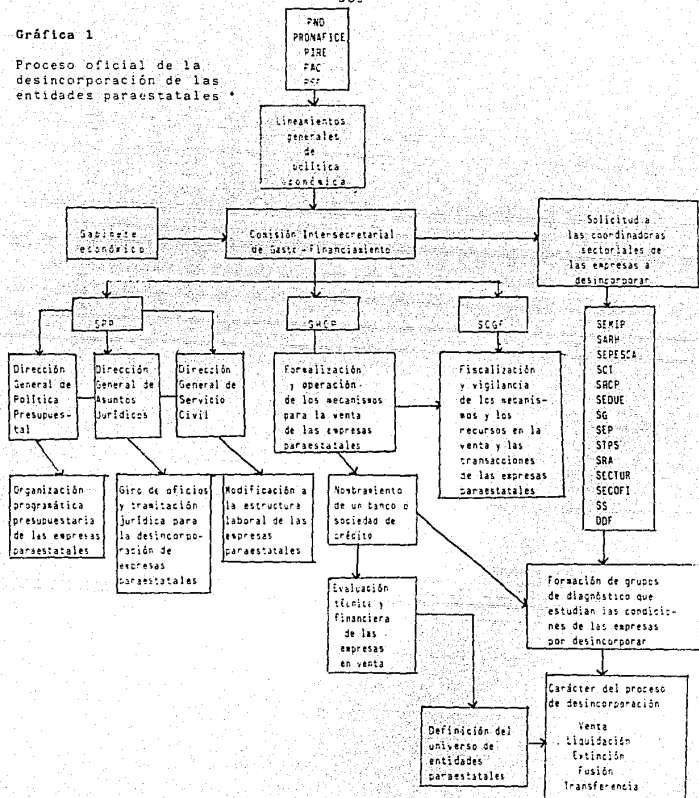 Gráfica 1
Proceso oficial de la
desincorporación de las
entidades paraestatales *
PND
PRONAFICE
PIRE
PAC
Lineamientos
generales
de
política
económica
Gabinete
económico
Comisión Intersecretarial
de Gasto - Financiamiento
Solicitud a
las coordinadoras
sectoriales de
las empresas a
desincorporar
SPP
SHCP
SCGF
SEMIP
SARH
SEPESCA
SCT
SHCP
SEDUE
SG
SEP
STPS
SRA
SECTUR
SECOFI
SS
DDF
Dirección
General de
Política
Presupues-
tal
Dirección
General de
Asuntos
Jurídicos
Dirección
General de
Servicio
Civil
Formalización
y operación
de los mecanismos
para la venta
de las empresas
paraestatales
Fiscalización
y vigilancia
de los mecanis-
mos y los
recursos en la
venta y las
transacciones
de las empresas
paraestatales
Organización
programática
presupuestaria
de las empresas
paraestatales
Giro de oficios
y tramitación
jurídica para
la desincorpo-
ración de
empresas
paraestatales
Modificación a
la estructura
laboral de las
empresas
paraestatales
Nombramiento
de un banco o
sociedad de
crédito
Evaluación
técnica y
financiera
de las
empresas
en venta
Formación de grupos
de diagnóstico que
estudian las condicio-
nes de las empresas
por desincorporar
Definición del
universo de
entidades
paraestatales
Carácter del proceso
de desincorporación
Venta
Liquidación
Extinción
Fusión
Transferencia